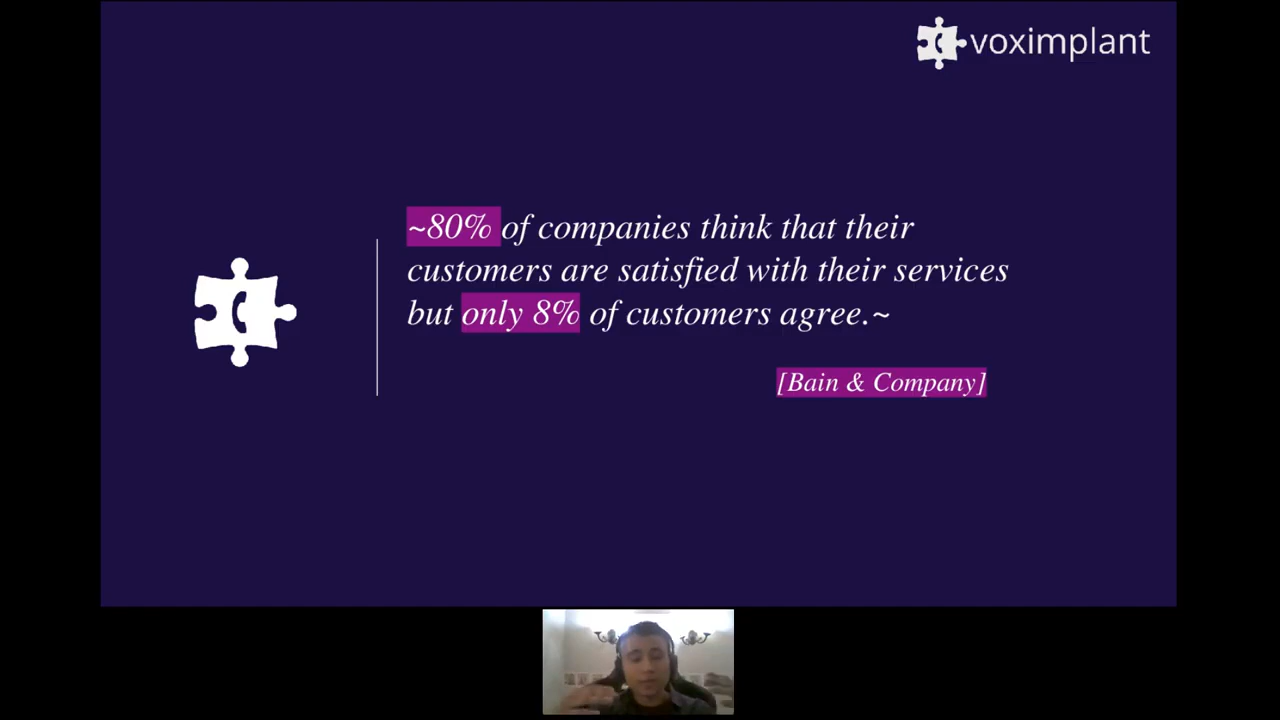 voximplant
~80% of companies think that their
customers are satisfied with their services
but only 8% of customers agree.~
[Bain & Company]